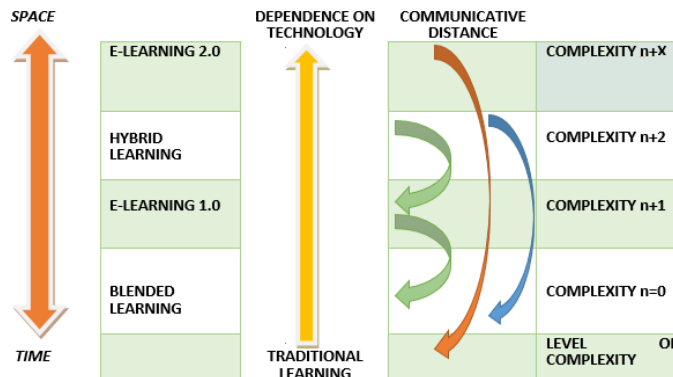 SPACE
DEPENDENCE ON
TECHNOLOGY
COMMUNICATIVE
DISTANCE
E-LEARNING 2.0
COMPLEXITY n+X
HYBRID
LEARNING
COMPLEXITY n+2
E-LEARNING 1.0
COMPLEXITY n+1
BLENDED
LEARNING
COMPLEXITY n=0
TIME
TRADITIONAL
LEARNING
LEVEL
COMPLEXITY